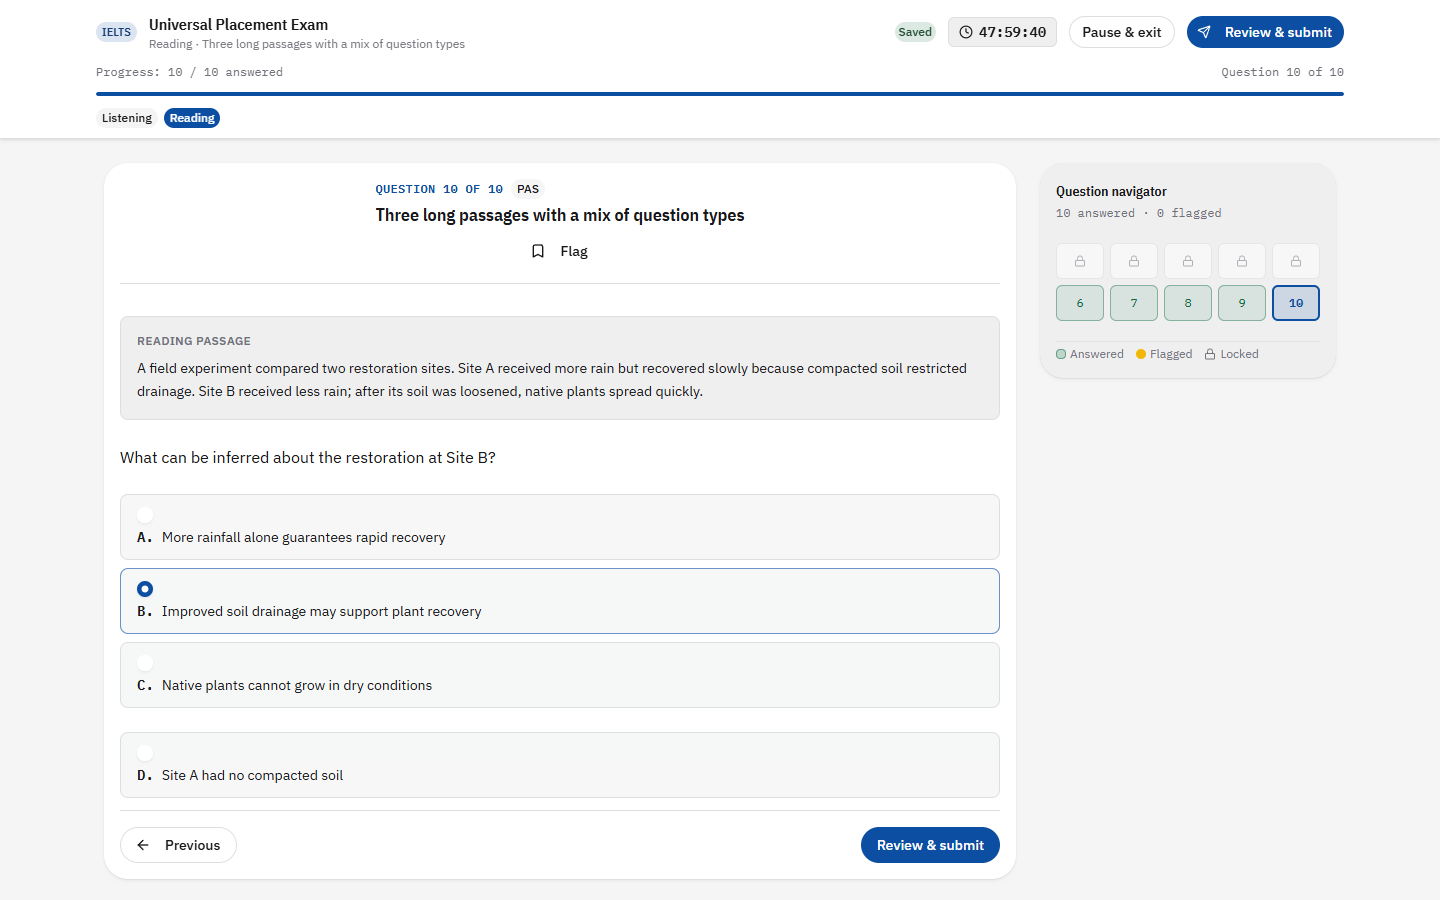 IELTS
Universal Placement Exam
Reading · Three long passages with a mix of question types
Saved
47:59:40
Pause & exit
Review & submit
Progress: 10 / 10 answered
Question 10 of 10
Listening
Reading
QUESTION 10 OF 10
PAS
Three long passages with a mix of question types
Flag
READING PASSAGE
A field experiment compared two restoration sites. Site A received more rain but recovered slowly because compacted soil restricted
drainage. Site B received less rain; after its soil was loosened, native plants spread quickly.
What can be inferred about the restoration at Site B?
A. More rainfall alone guarantees rapid recovery
B. Improved soil drainage may support plant recovery
C. Native plants cannot grow in dry conditions
D. Site A had no compacted soil
Previous
Review & submit
Question navigator
10 answered · 0 flagged
6 7 8 9 10
Answered Flagged Locked